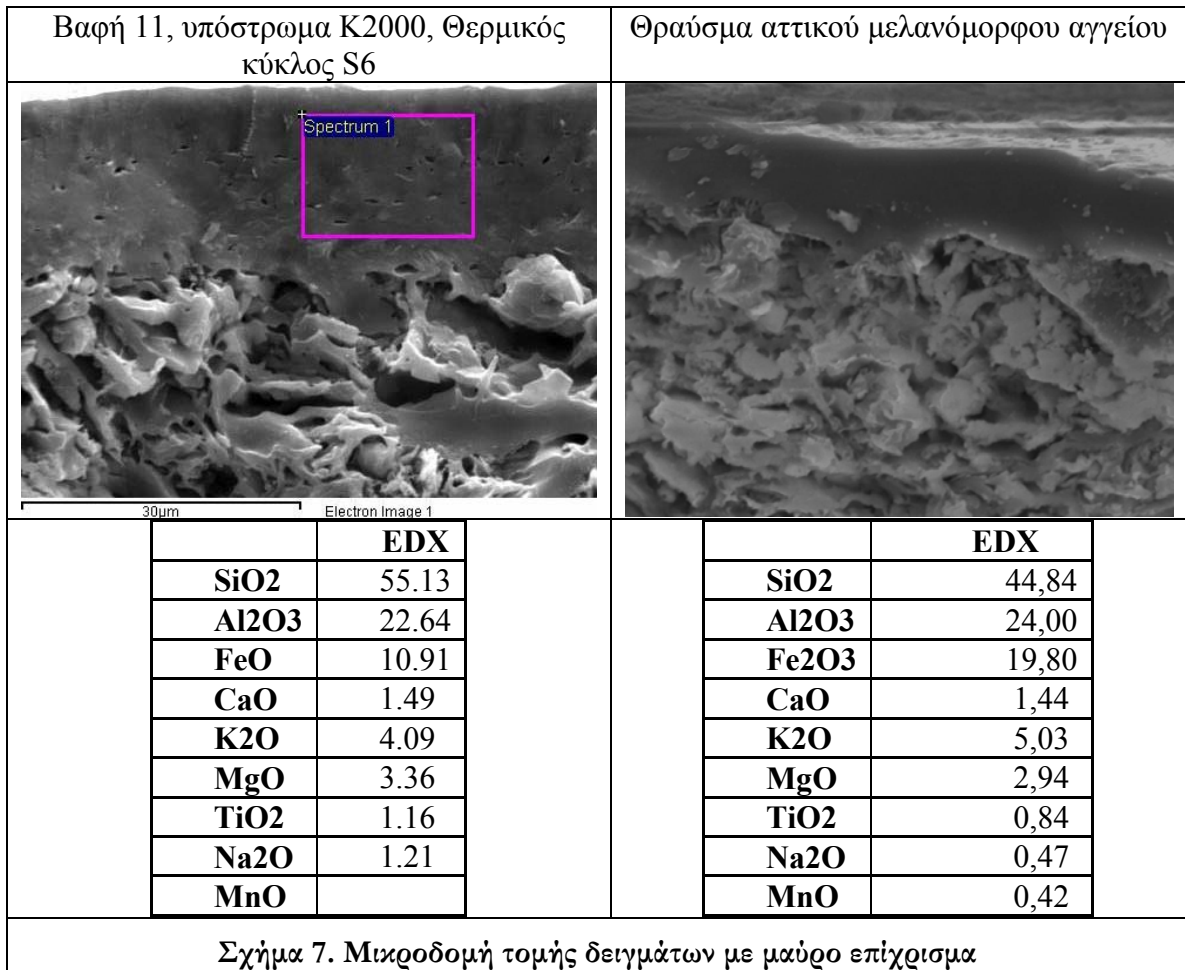 Βαφή 11, υπόστρωμα Κ2000, Θερμικός
κύκλος S6
Θραύσμα αττικού μελανόμορφου αγγείου
Spectrum 1
30μm
Electron Image 1
EDX
SiO2 55.13
Al2O3 22.64
FeO 10.91
CaO 1.49
K2O 4.09
MgO 3.36
TiO2 1.16
Na2O 1.21
MnO
EDX
SiO2 44,84
Al2O3 24,00
Fe2O3 19,80
CaO 1,44
K2O 5,03
MgO 2,94
TiO2 0,84
Na2O 0,47
MnO 0,42
Σχήμα 7. Μικροδομή τομής δειγμάτων με μαύρο επίχρισμα